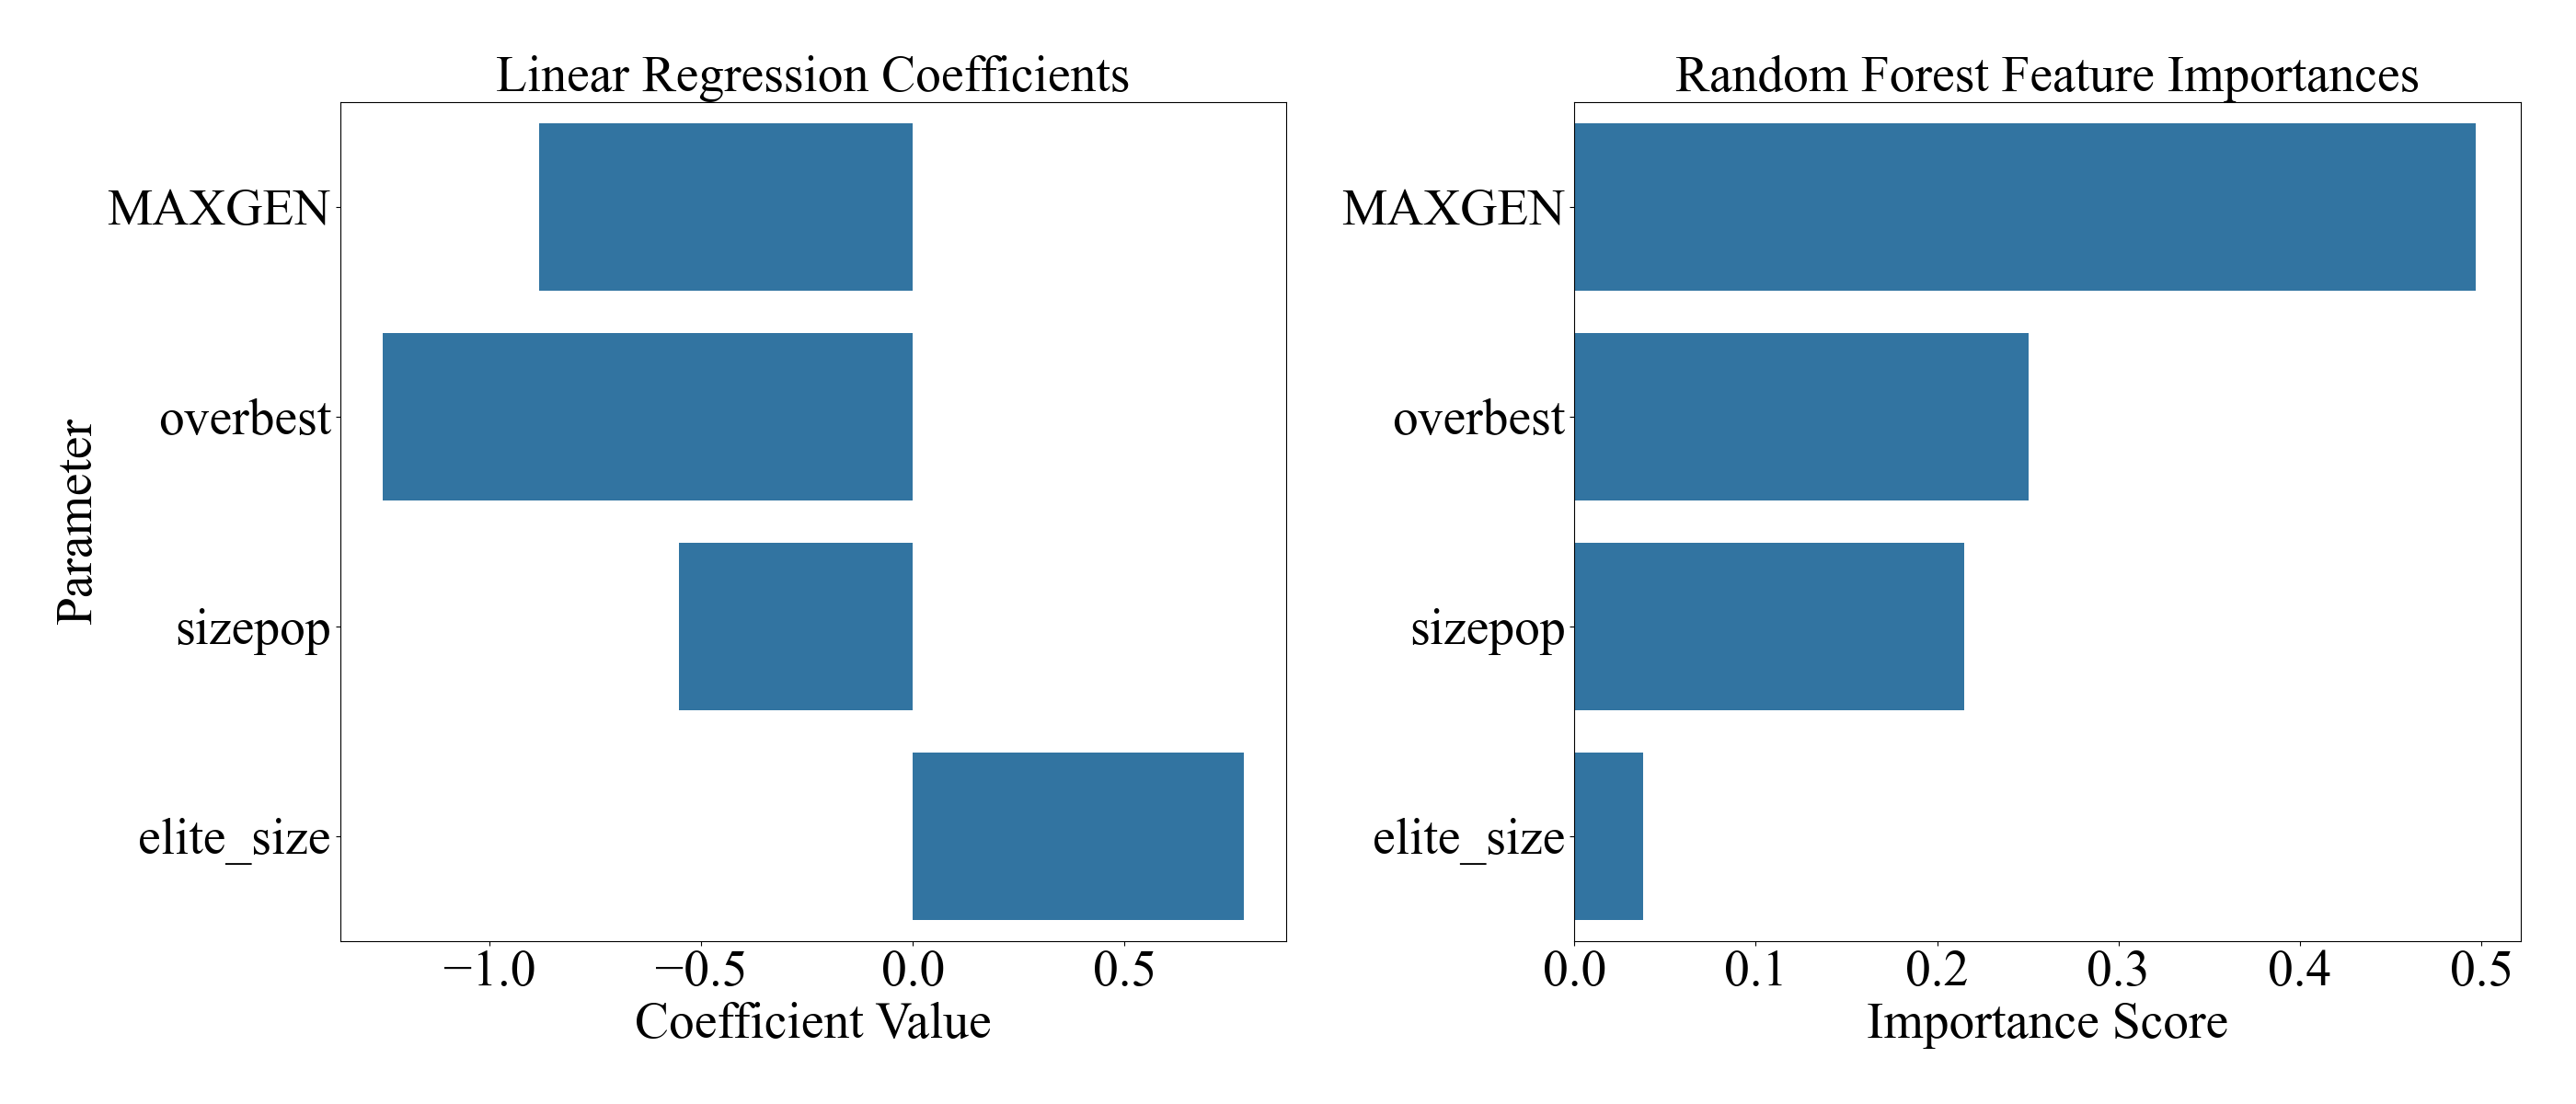 Linear Regression Coefficients
Parameter
MAXGEN
overbest
sizepop
elite_size
−1.0 −0.5 0.0 0.5
Coefficient Value
Random Forest Feature Importances
MAXGEN
overbest
sizepop
elite_size
0.0 0.1 0.2 0.3 0.4 0.5
Importance Score